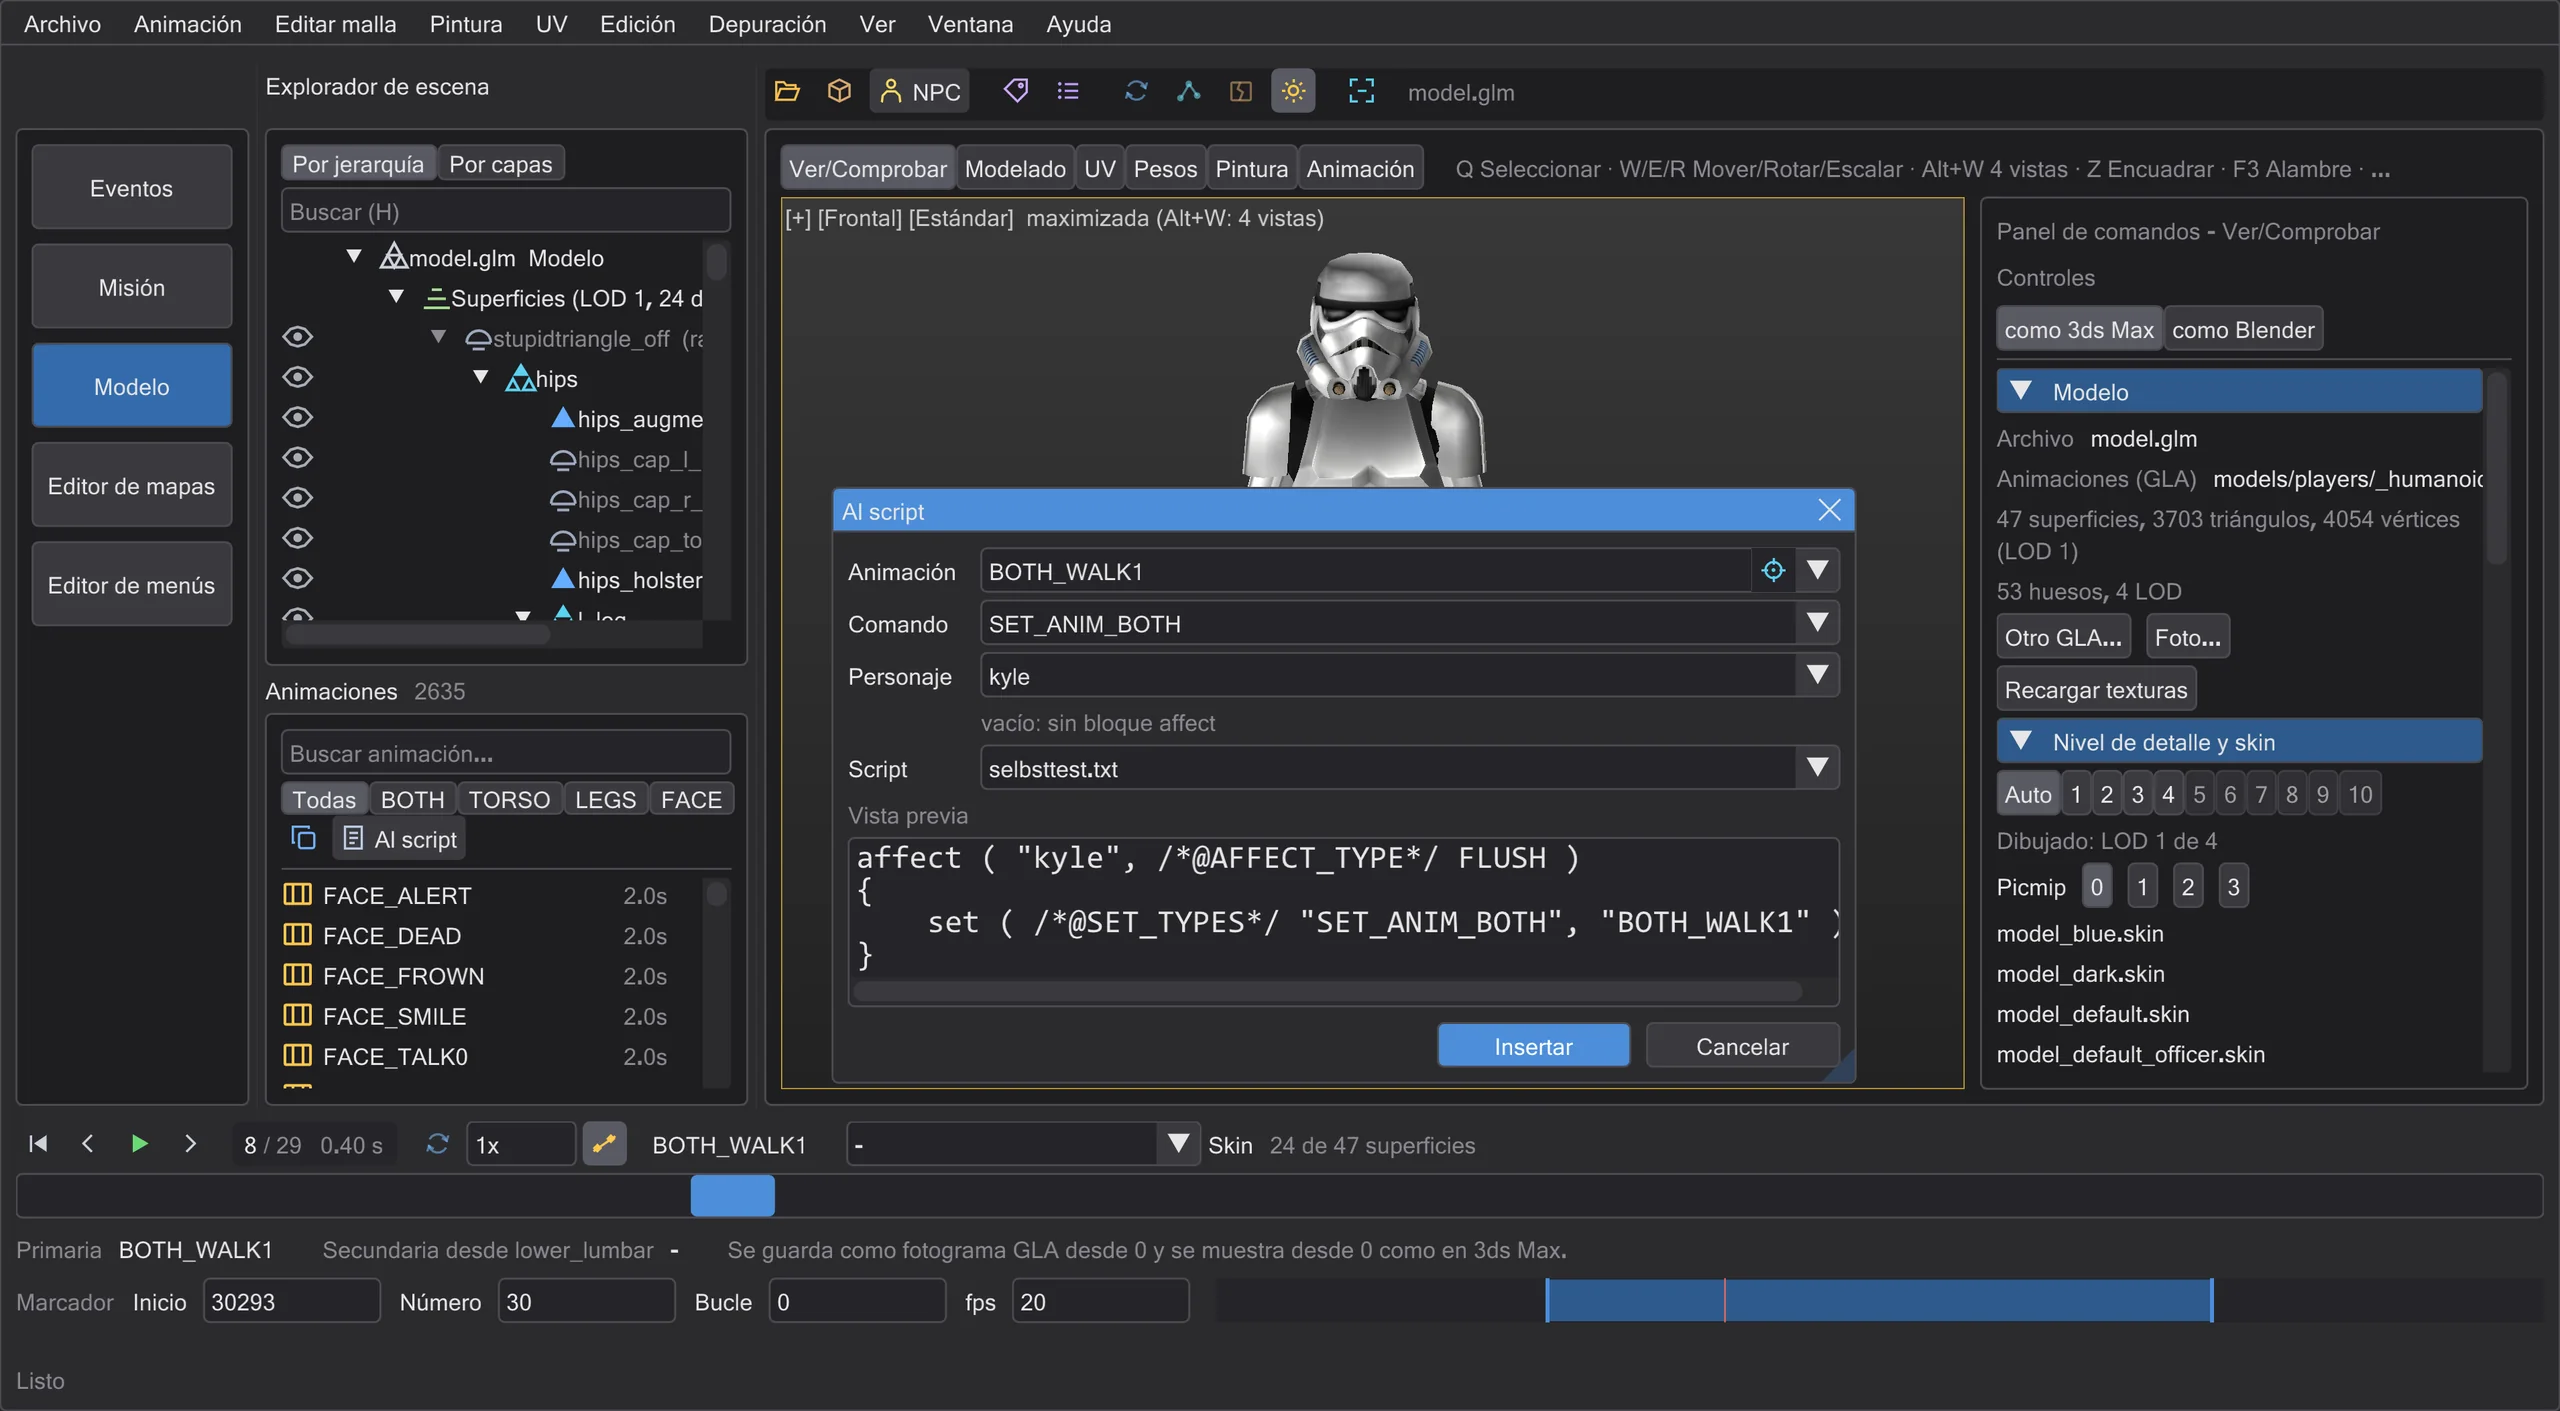 Archivo Animación Editar malla Pintura UV Edición Depuración Ver Ventana Ayuda
Explorador de escena
NPC model.glm
Eventos
Misión
Modelo
Editor de mapas
Editor de menús
Por jerarquía Por capas
Buscar (H)
model.glm Modelo
Superficies (LOD 1, 24 d
stupidtriangle_off (ra
hips
hips_augme
hips_cap_l_
hips_cap_r_
hips_cap_to
hips_holster
l_leg
Animaciones 2635
Buscar animación...
Todas BOTH TORSO LEGS FACE
AI script
FACE_ALERT 2.0s
FACE_DEAD 2.0s
FACE_FROWN 2.0s
FACE_SMILE 2.0s
FACE_TALK0 2.0s
Ver/Comprobar Modelado UV Pesos Pintura Animación Q Seleccionar · W/E/R Mover/Rotar/Escalar · Alt+W 4 vistas · Z Encuadrar · F3 Alambre · ...
[+] [Frontal] [Estándar] maximizada (Alt+W: 4 vistas)
AI script
Animación BOTH_WALK1
Comando SET_ANIM_BOTH
Personaje kyle
vacío: sin bloque affect
Script selbsttest.txt
Vista previa
affect ( "kyle", /*@AFFECT_TYPE*/ FLUSH )
{
set ( /*@SET_TYPES*/ "SET_ANIM_BOTH", "BOTH_WALK1" )
}
Insertar Cancelar
Panel de comandos - Ver/Comprobar
Controles
como 3ds Max como Blender
Modelo
Archivo model.glm
Animaciones (GLA) models/players/_humanoid
47 superficies, 3703 triángulos, 4054 vértices
(LOD 1)
53 huesos, 4 LOD
Otro GLA... Foto...
Recargar texturas
Nivel de detalle y skin
Auto 1 2 3 4 5 6 7 8 9 10
Dibujado: LOD 1 de 4
Picmip 0 1 2 3
model_blue.skin
model_dark.skin
model_default.skin
model_default_officer.skin
8 / 29 0.40 s 1x BOTH_WALK1 - Skin 24 de 47 superficies
Primaria BOTH_WALK1 Secundaria desde lower_lumbar - Se guarda como fotograma GLA desde 0 y se muestra desde 0 como en 3ds Max.
Marcador Inicio 30293 Número 30 Bucle 0 fps 20
Listo